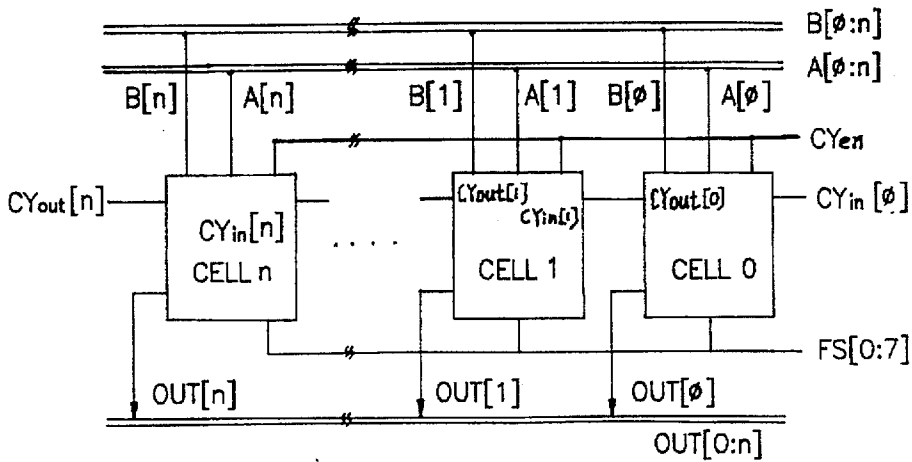 B[ø:n]
A[ø:n]
B[n] A[n] B[1] A[1] B[ø] A[ø]
CYen
CYout[n] CYin[n] CYout[1] CYin[1] CYout[0] CYin[ø]
CELL n CELL 1 CELL 0
FS[0:7]
OUT[n] OUT[1] OUT[ø]
OUT[0:n]